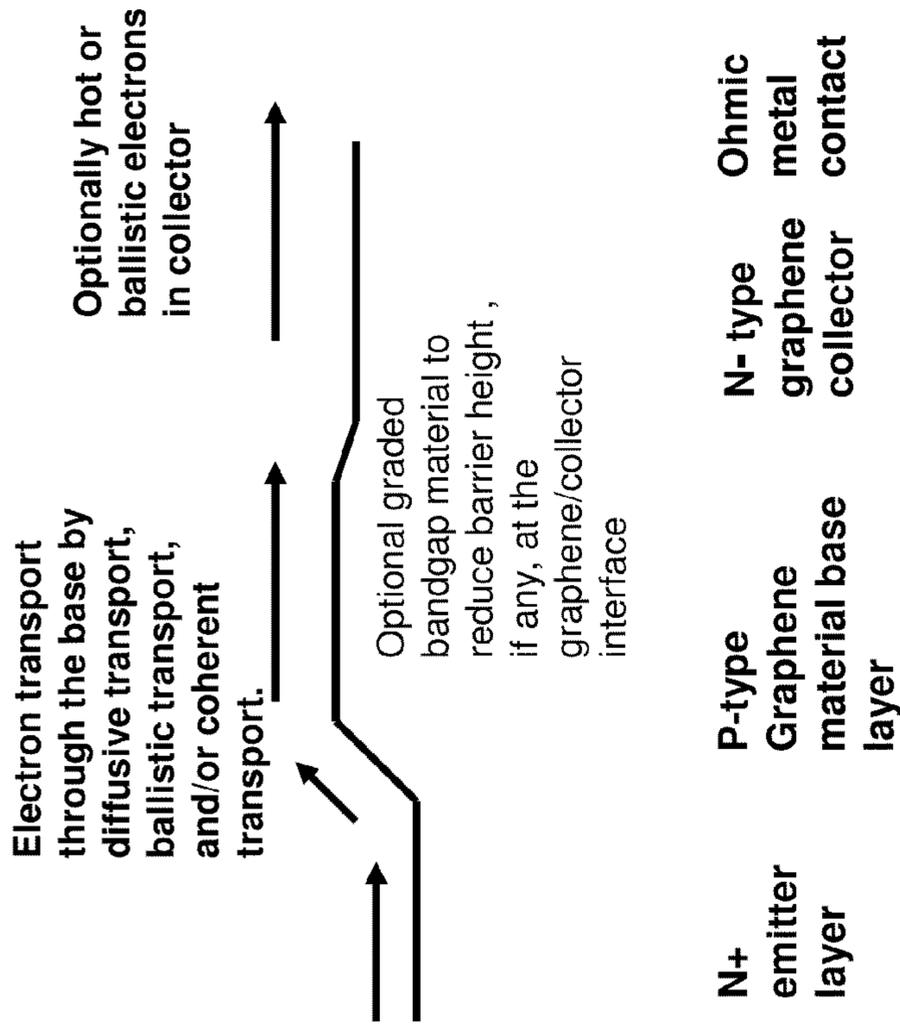 Electron transport
through the base by
diffusive transport,
ballistic transport,
and/or coherent
transport.
Optionally hot or
ballistic electrons
in collector
Optional graded
bandgap material to
reduce barrier height ,
if any, at the
graphene/collector
interface
N+
emitter
layer
P-type
Graphene
material base
layer
N- type
graphene
collector
Ohmic
metal
contact